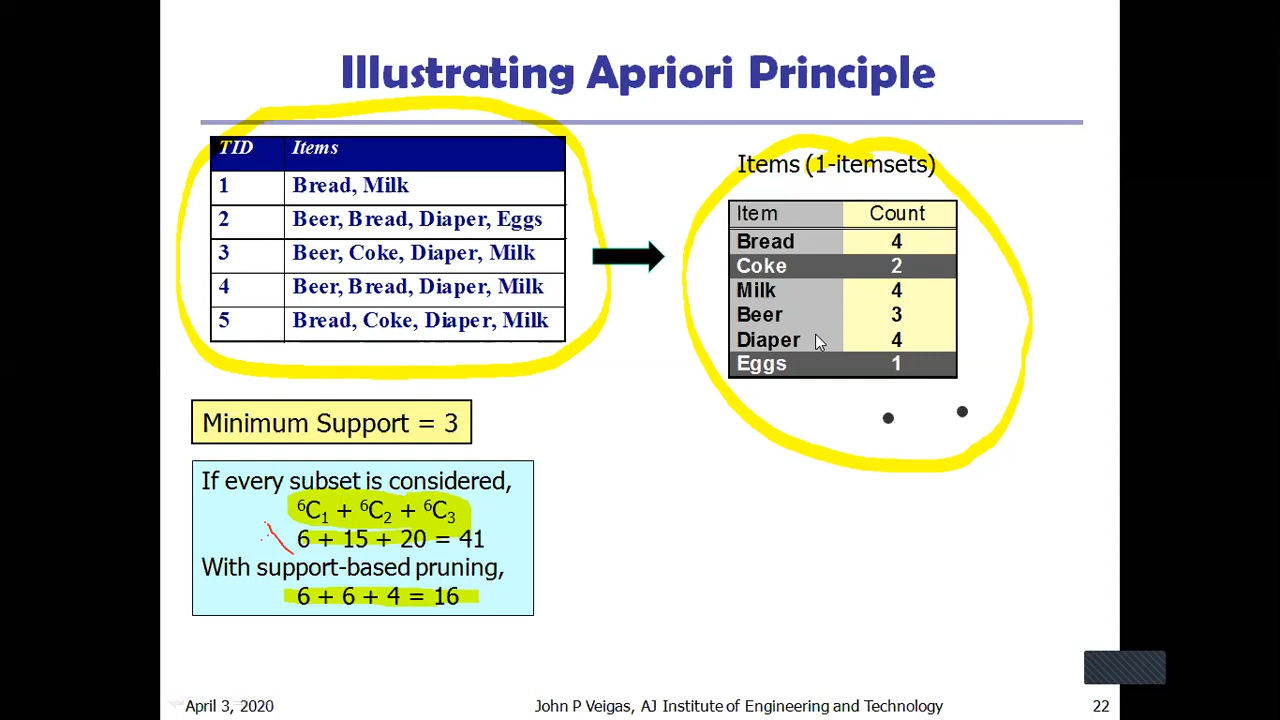 Illustrating Apriori Principle
TID Items
1 Bread, Milk
2 Beer, Bread, Diaper, Eggs
3 Beer, Coke, Diaper, Milk
4 Beer, Bread, Diaper, Milk
5 Bread, Coke, Diaper, Milk
Items (1-itemsets)
Item Count
Bread 4
Coke 2
Milk 4
Beer 3
Diaper 4
Eggs 1
Minimum Support = 3
If every subset is considered,
⁶C₁ + ⁶C₂ + ⁶C₃
6 + 15 + 20 = 41
With support-based pruning,
6 + 6 + 4 = 16
April 3, 2020 John P Veigas, AJ Institute of Engineering and Technology 22